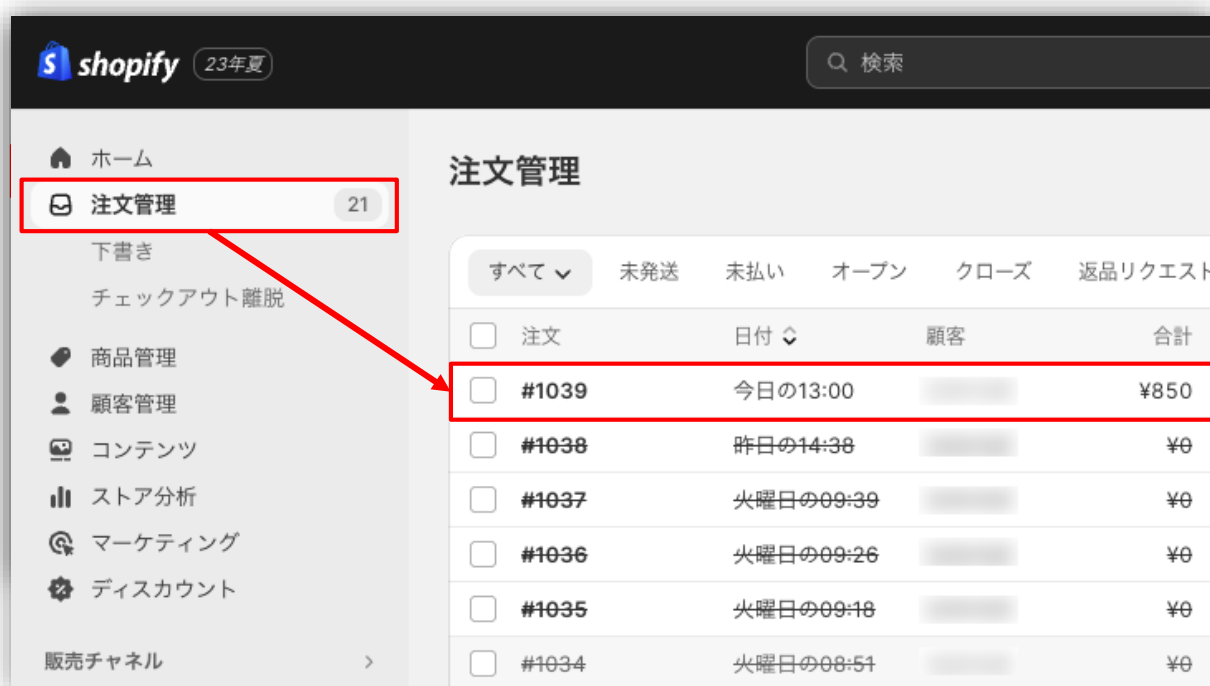 shopify 23年夏 検索
ホーム
注文管理 21
下書き
チェックアウト離脱
商品管理
顧客管理
コンテンツ
ストア分析
マーケティング
ディスカウント
販売チャネル
注文管理
すべて 未発送 未払い オープン クローズ 返品リクエスト
注文 日付 顧客 合計
#1039 今日の13:00 ¥850
#1038 昨日の14:38 ¥0
#1037 火曜日の09:39 ¥0
#1036 火曜日の09:26 ¥0
#1035 火曜日の09:18 ¥0
#1034 火曜日の08:51 ¥0